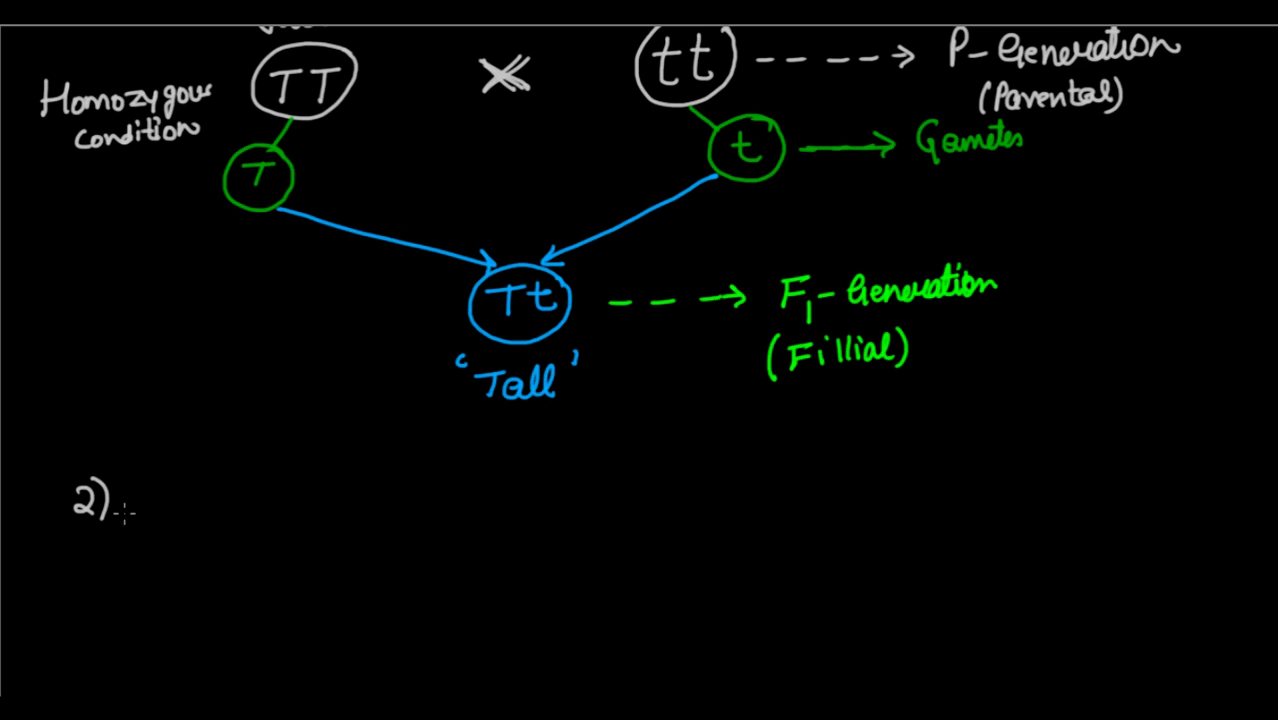 TT × tt ----> P-Generation
Homozygous (Parental)
condition
T t → Gametes
Tt ---> F1-Generation
'Tall' (Fillial)
2)